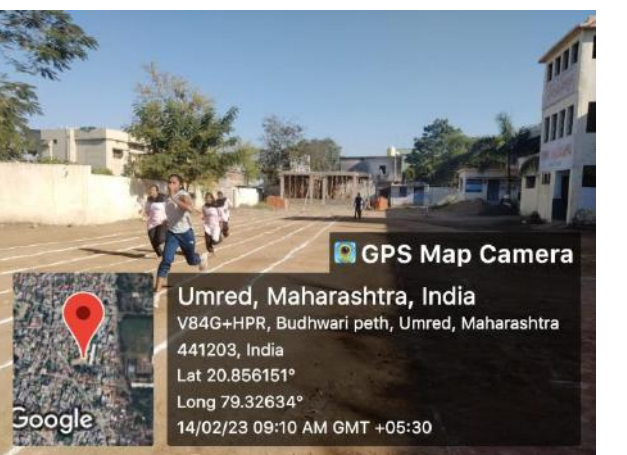 GPS Map Camera
Umred, Maharashtra, India
V84G+HPR, Budhwari peth, Umred, Maharashtra
441203, India
Lat 20.856151°
Long 79.32634°
14/02/23 09:10 AM GMT +05:30
Google